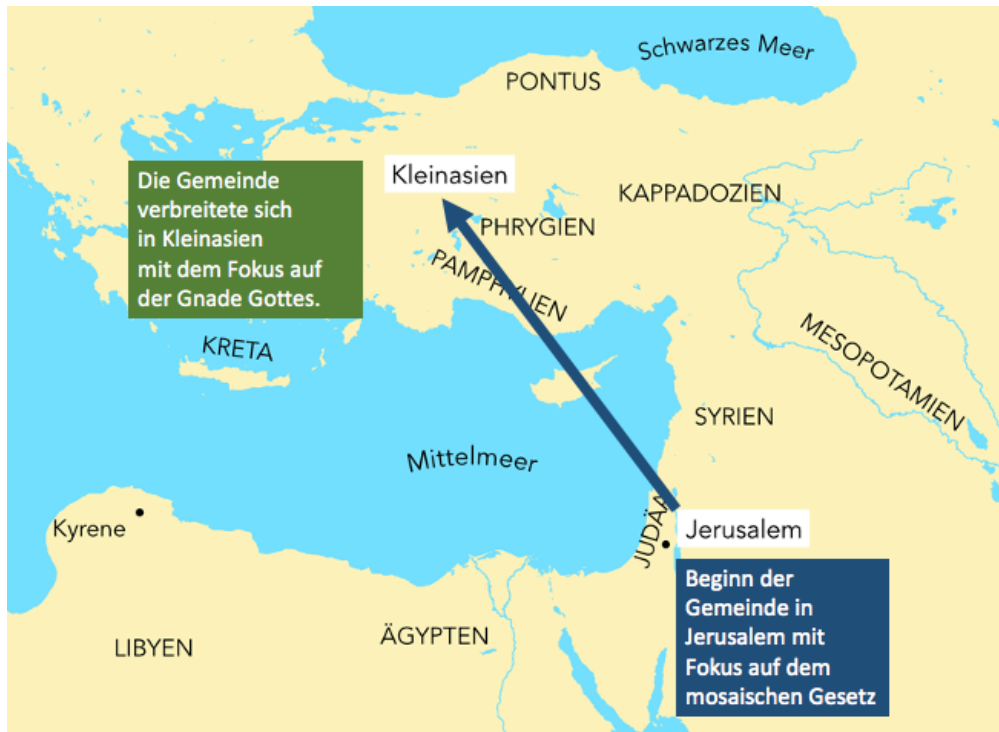 Schwarzes Meer
PONTUS
Kleinasien
KAPPADOZIEN
PHRYGIEN
PAMPHYLIEN
Die Gemeinde
verbreitete sich
in Kleinasien
mit dem Fokus auf
der Gnade Gottes.
KRETA
MESOPOTAMIEN
SYRIEN
Mittelmeer
Kyrene
JUDÄA
Jerusalem
Beginn der
Gemeinde in
Jerusalem mit
Fokus auf dem
mosaischen Gesetz
LIBYEN
ÄGYPTEN